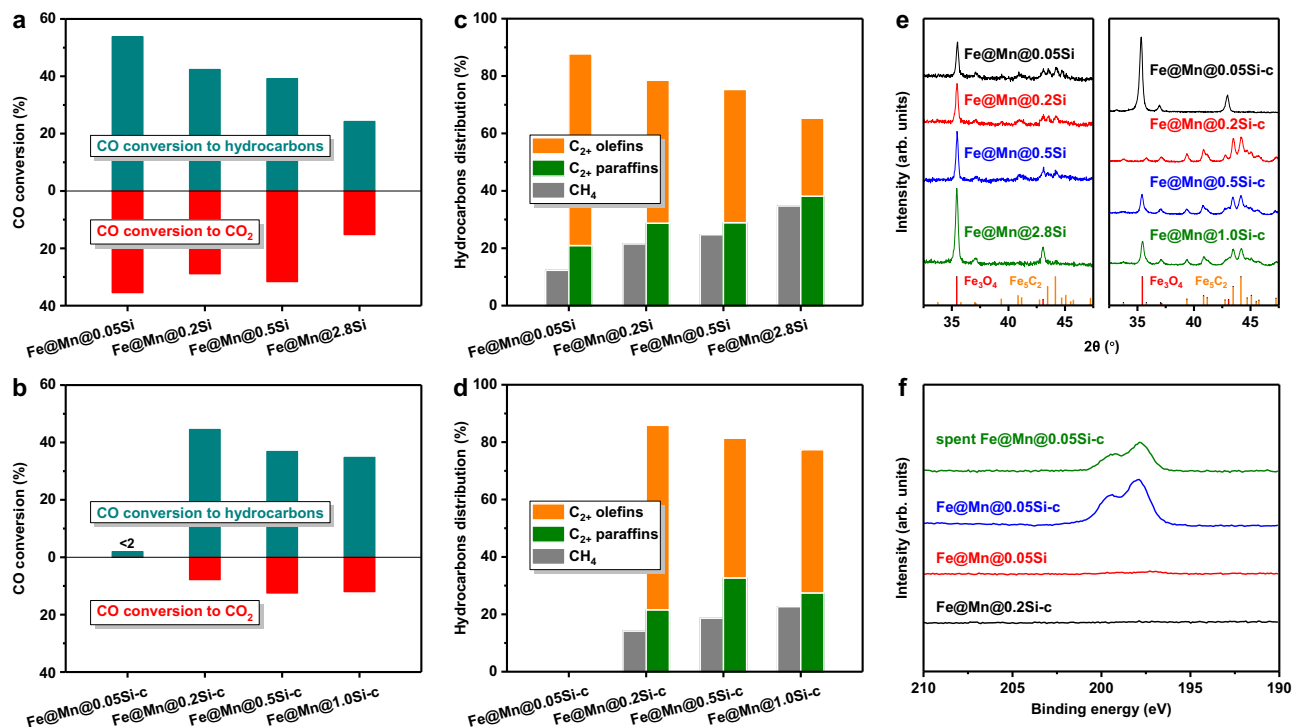 a
CO conversion (%)
60
40
20
0
20
40
CO conversion to hydrocarbons
CO conversion to CO2
Fe@Mn@0.05Si
Fe@Mn@0.2Si
Fe@Mn@0.5Si
Fe@Mn@2.8Si
b
CO conversion (%)
60
40
20
0
20
40
CO conversion to hydrocarbons
<2
CO conversion to CO2
Fe@Mn@0.05Si-c
Fe@Mn@0.2Si-c
Fe@Mn@0.5Si-c
Fe@Mn@1.0Si-c
c
Hydrocarbons distribution (%)
100
80
60
40
20
0
C2+ olefins
C2+ paraffins
CH4
Fe@Mn@0.05Si
Fe@Mn@0.2Si
Fe@Mn@0.5Si
Fe@Mn@2.8Si
d
Hydrocarbons distribution (%)
100
80
60
40
20
0
C2+ olefins
C2+ paraffins
CH4
Fe@Mn@0.05Si-c
Fe@Mn@0.2Si-c
Fe@Mn@0.5Si-c
Fe@Mn@1.0Si-c
e
Intensity (arb. units)
Fe@Mn@0.05Si
Fe@Mn@0.2Si
Fe@Mn@0.5Si
Fe@Mn@2.8Si
Fe3O4 Fe5C2
35 40 45
Fe@Mn@0.05Si-c
Fe@Mn@0.2Si-c
Fe@Mn@0.5Si-c
Fe@Mn@1.0Si-c
Fe3O4 Fe5C2
35 40 45
2θ (°)
f
Intensity (arb. units)
spent Fe@Mn@0.05Si-c
Fe@Mn@0.05Si-c
Fe@Mn@0.05Si
Fe@Mn@0.2Si-c
210 205 200 195 190
Binding energy (eV)